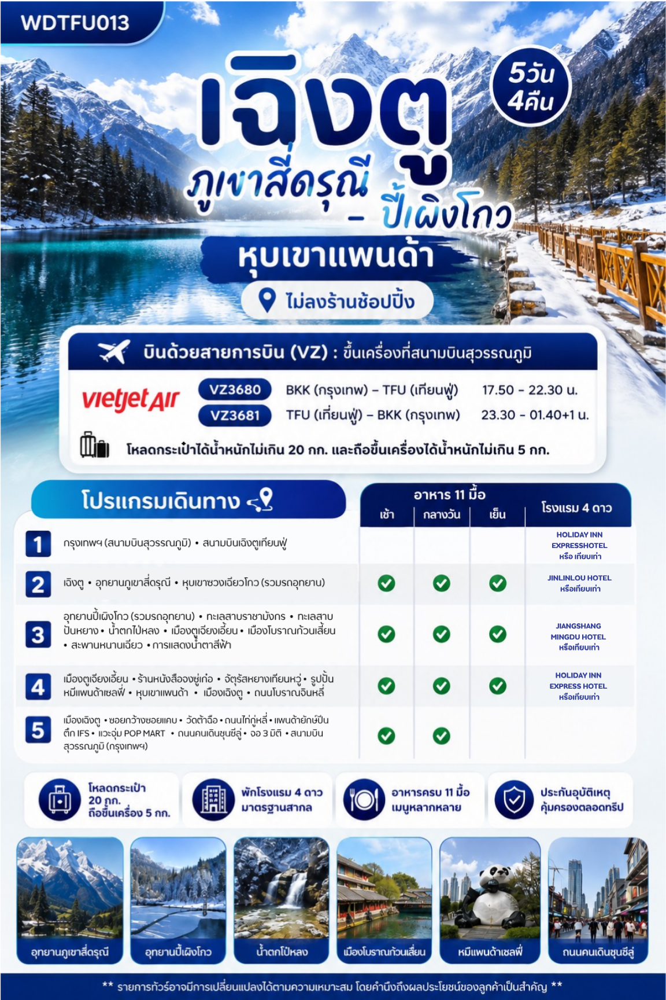 WDTFU013
5วัน
4คืน
เฉิงตู
ภูเขาสี่ดรุณี
- ปี้เผิงโกว
หุบเขาแพนด้า
ไม่ลงร้านช้อปปิ้ง
บินด้วยสายการบิน (VZ) : ขึ้นเครื่องที่สนามบินสุวรรณภูมิ
vietjet Air
VZ3680 BKK (กรุงเทพ) – TFU (เทียนฟู่) 17.50 - 22.30 น.
VZ3681 TFU (เที่ยนฟู่) – BKK (กรุงเทพ) 23.30 - 01.40+1 น.
โหลดกระเป๋าได้น้ำหนักไม่เกิน 20 กก. และถือขึ้นเครื่องได้น้ำหนักไม่เกิน 5 กก.
โปรแกรมเดินทาง
อาหาร 11 มื้อ
เช้า กลางวัน เย็น
โรงแรม 4 ดาว
1
กรุงเทพฯ (สนามบินสุวรรณภูมิ) • สนามบินเฉิงตูเทียนฟู่
HOLIDAY INN
EXPRESSHOTEL
หรือ เทียบเท่า
2
เฉิงตู • อุทยานภูเขาสี่ดรุณี • หุบเขาซวงเฉียวโกว (รวมรถอุทยาน)
JINLINLOU HOTEL
หรือเทียบเท่า
3
อุทยานปี้เผิงโกว (รวมรถอุทยาน) • ทะเลสาบราชามังกร • ทะเลสาบ
ปันหยาง • น้ำตกไป่หลง • เมืองตูเจียงเอี้ยน • เมืองโบราณก้วนเสี้ยน
• สะพานหนานเฉียว • การแสดงน้ำตาสีฟ้า
JIANGSHANG
MINGDU HOTEL
หรือเทียบเท่า
4
เมืองตูเจียงเอี้ยน • ร้านหนังสือจงซู่เก๋อ • จัตุรัสหยางเทียนหวู่ • รูปปั้น
หมีแพนด้าเซลฟี่ • หุบเขาแพนด้า • เมืองเฉิงตู • ถนนโบราณจินหลี่
HOLIDAY INN
EXPRESS HOTEL
หรือเทียบเท่า
5
เมืองเฉิงตู • ซอยกว้างซอยแคบ • วัดต้าฉือ • ถนนไท่กู่หลี่ • แพนด้ายักษ์ปีน
ตึก IFS • แวะจุ่ม POP MART • ถนนคนเดินชุนซีลู่ • จอ 3 มิติ • สนามบิน
สุวรรณภูมิ (กรุงเทพฯ)
โหลดกระเป๋า
20 กก.
ถือขึ้นเครื่อง 5 กก.
พักโรงแรม 4 ดาว
มาตรฐานสากล
อาหารครบ 11 มื้อ
เมนูหลากหลาย
ประกันอุบัติเหตุ
คุ้มครองตลอดทริป
อุทยานภูเขาสี่ดรุณี
อุทยานปี้เผิงโกว
น้ำตกไป่หลง
เมืองโบราณก้วนเสี่ยน
หมีแพนด้าเซลฟี่
ถนนคนเดินชุนซีลู่
** รายการทัวร์อาจมีการเปลี่ยนแปลงได้ตามความเหมาะสม โดยคำนึงถึงผลประโยชน์ของลูกค้าเป็นสำคัญ **